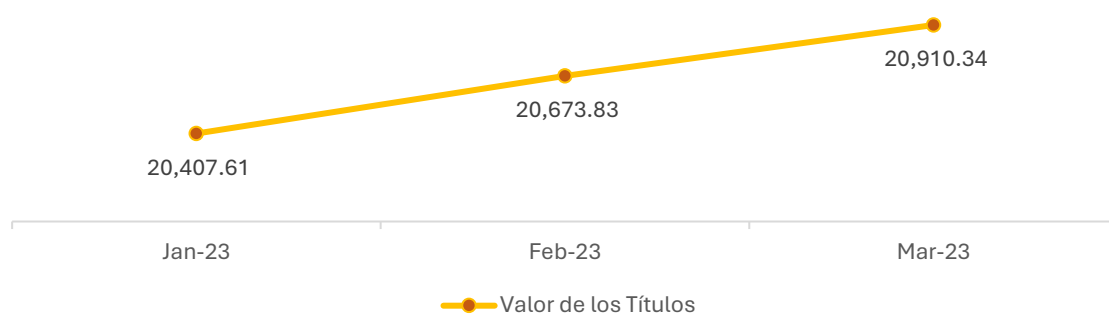 20,910.34
20,673.83
20,407.61
Jan-23 Feb-23 Mar-23
Valor de los Títulos